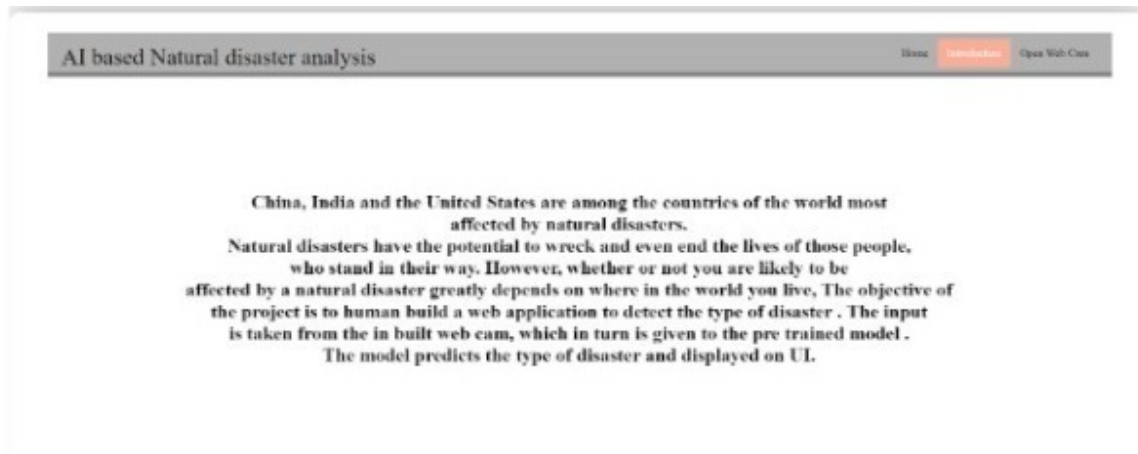 AI based Natural disaster analysis
Home Introduction Open Web Cam
China, India and the United States are among the countries of the world most
affected by natural disasters.
Natural disasters have the potential to wreck and even end the lives of those people,
who stand in their way. However, whether or not you are likely to be
affected by a natural disaster greatly depends on where in the world you live, The objective of
the project is to human build a web application to detect the type of disaster . The input
is taken from the in built web cam, which in turn is given to the pre trained model .
The model predicts the type of disaster and displayed on UI.